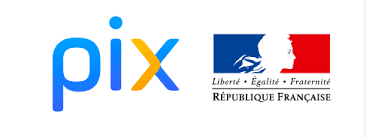 pix
Liberté • Égalité • Fraternité
RÉPUBLIQUE FRANÇAISE